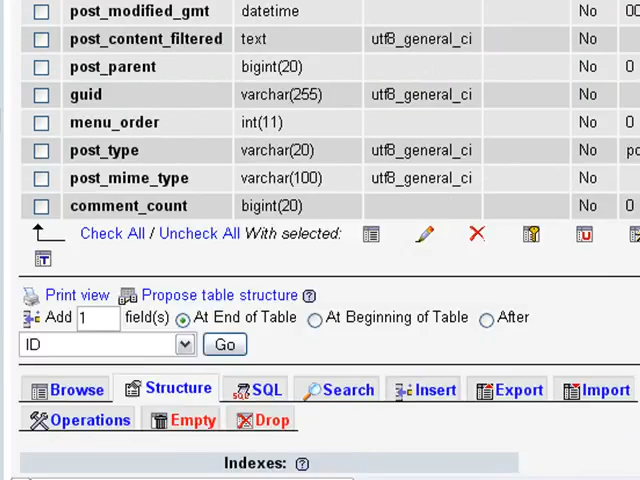 post_modified_gmt datetime No 00
post_content_filtered text utf8_general_ci No
post_parent bigint(20) No 0
guid varchar(255) utf8_general_ci No
menu_order int(11) No 0
post_type varchar(20) utf8_general_ci No po
post_mime_type varchar(100) utf8_general_ci No
comment_count bigint(20) No 0
Check All / Uncheck All With selected:
Print view Propose table structure
Add 1 field(s) At End of Table At Beginning of Table After
ID Go
Browse Structure SQL Search Insert Export Import
Operations Empty Drop
Indexes: